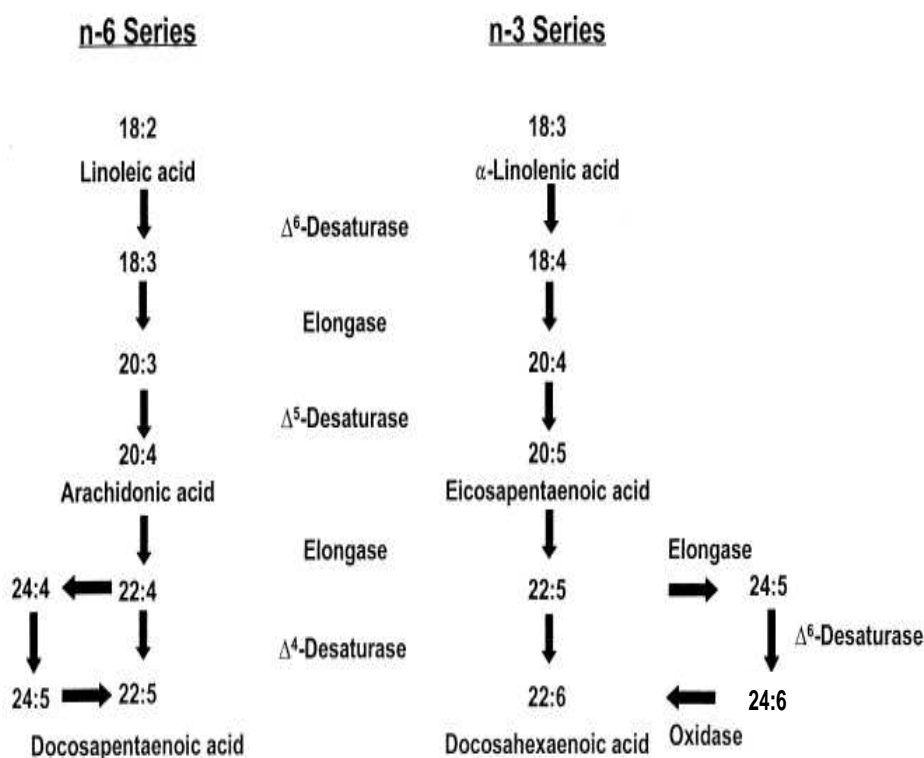 n-6 Series n-3 Series
18:2 18:3
Linoleic acid α-Linolenic acid
Δ⁶-Desaturase
18:3 18:4
Elongase
20:3 20:4
Δ⁵-Desaturase
20:4 20:5
Arachidonic acid Eicosapentaenoic acid
Elongase Elongase
24:4 22:4 22:5 24:5
Δ⁴-Desaturase Δ⁶-Desaturase
24:5 22:5 22:6 24:6
Docosapentaenoic acid Docosahexaenoic acid Oxidase